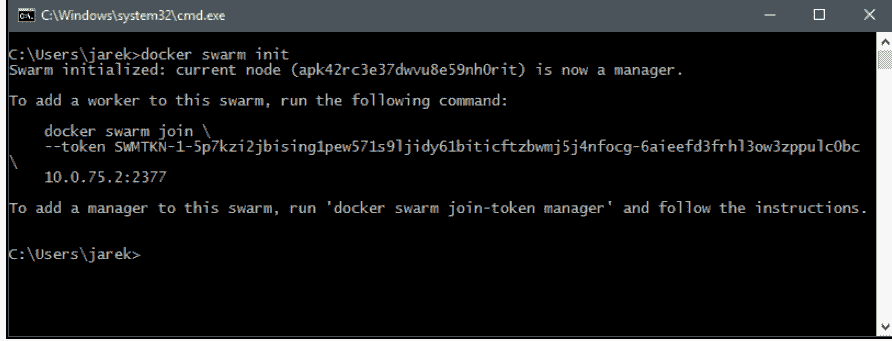 C:\Windows\system32\cmd.exe
C:\Users\jarek>docker swarm init
Swarm initialized: current node (apk42rc3e37dwvu8e59nh0rit) is now a manager.
To add a worker to this swarm, run the following command:
docker swarm join \
--token SWMTKN-1-5p7kzi2jbising1pew571s9ljidy61biticftzbwmj5j4nfocg-6aieefd3frhl3ow3zppulc0bc
\
10.0.75.2:2377
To add a manager to this swarm, run 'docker swarm join-token manager' and follow the instructions.
C:\Users\jarek>